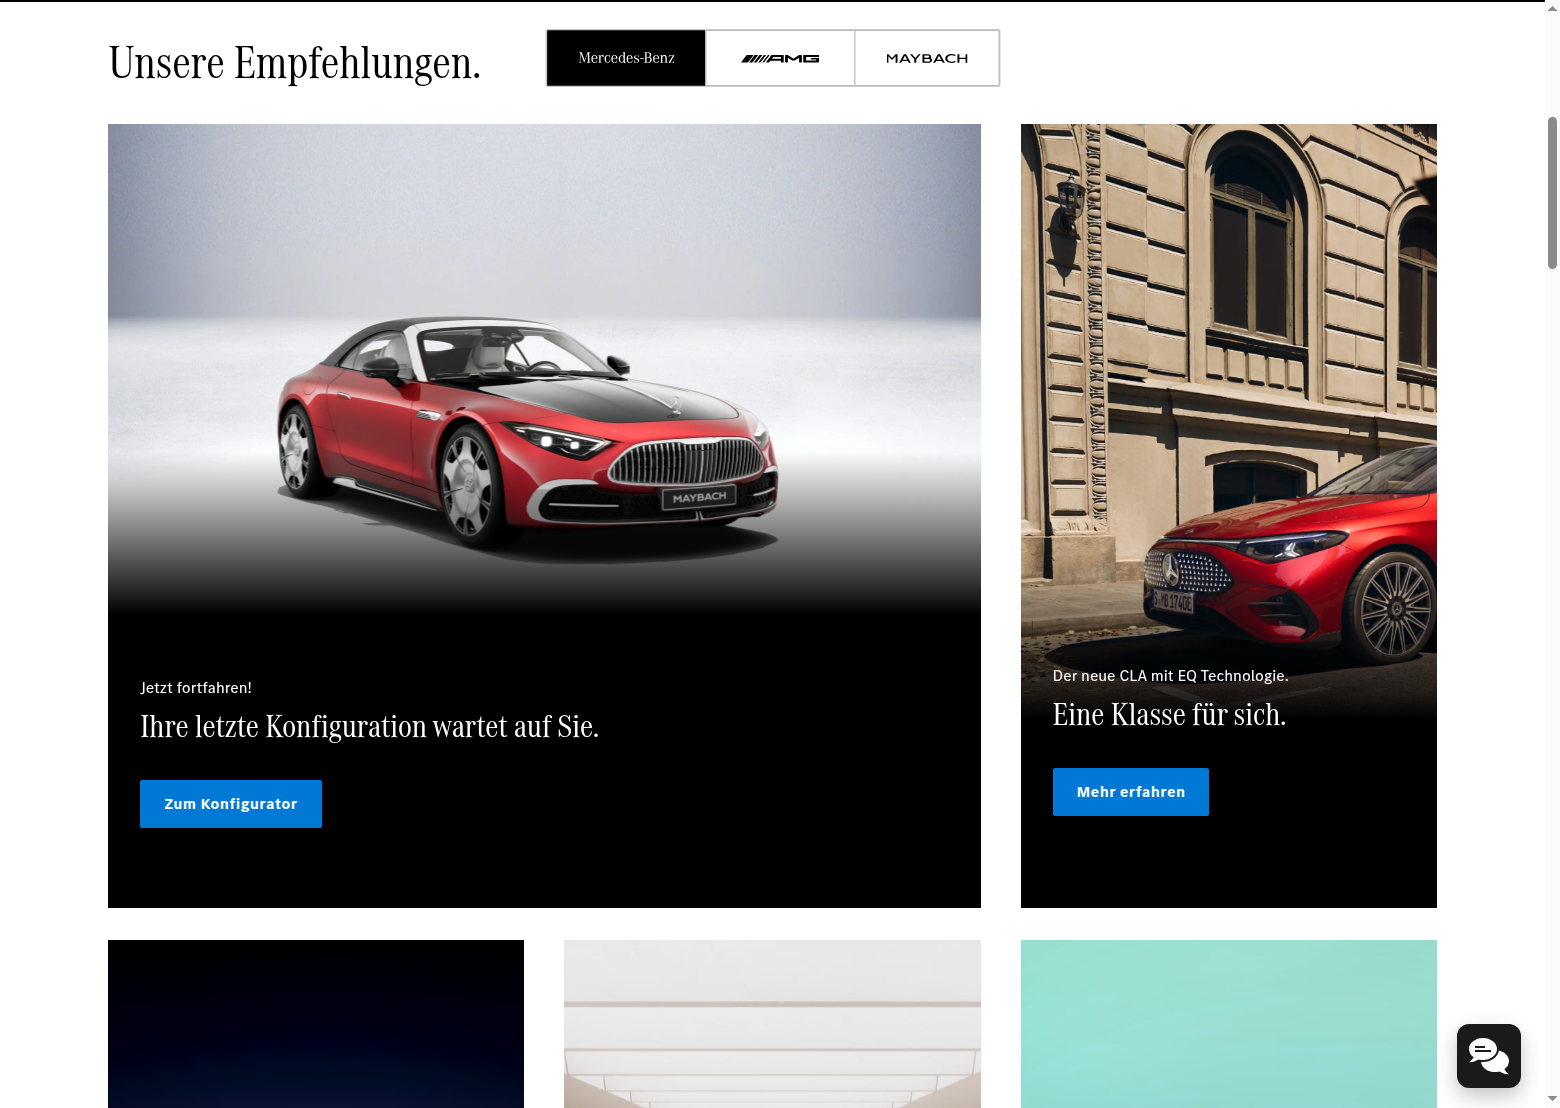 Unsere Empfehlungen.
Mercedes-Benz
AMG
MAYBACH
MAYBACH
Jetzt fortfahren!
Ihre letzte Konfiguration wartet auf Sie.
Zum Konfigurator
S MB 1740E
Der neue CLA mit EQ Technologie.
Eine Klasse für sich.
Mehr erfahren